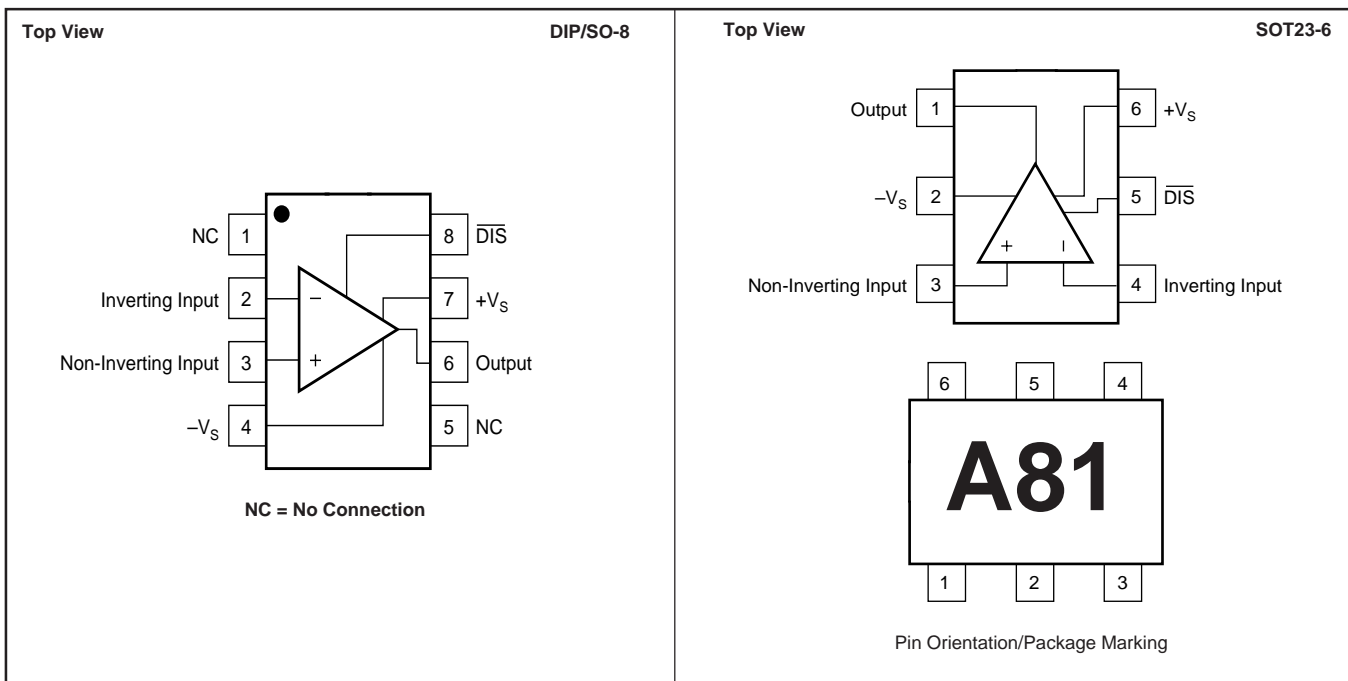 Top View DIP/SO-8
NC 1 8 D̅I̅S̅
Inverting Input 2 − 7 +VS
Non-Inverting Input 3 + 6 Output
–VS 4 5 NC
NC = No Connection
Top View SOT23-6
Output 1 6 +VS
–VS 2 5 D̅I̅S̅
+ −
Non-Inverting Input 3 4 Inverting Input
6 5 4
A81
1 2 3
Pin Orientation/Package Marking